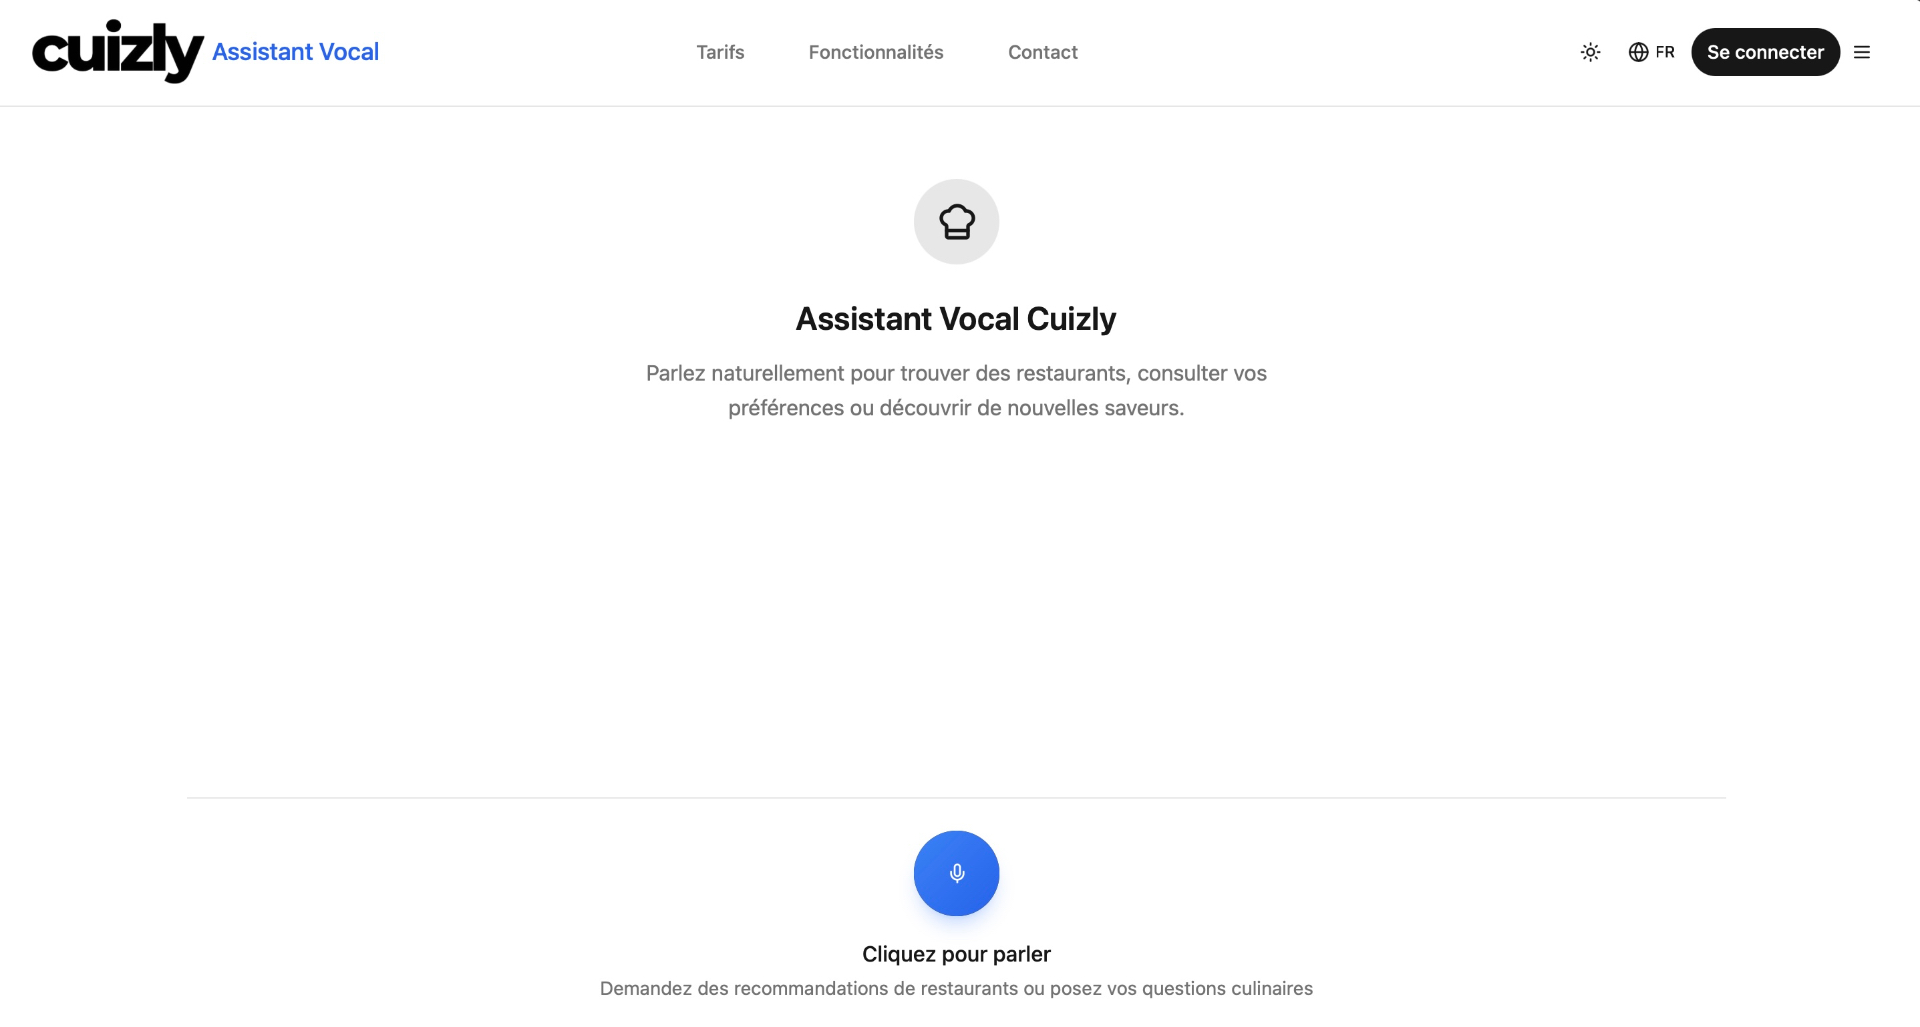 cuizly Assistant Vocal
Tarifs
Fonctionnalités
Contact
FR
Se connecter
Assistant Vocal Cuizly
Parlez naturellement pour trouver des restaurants, consulter vos
préférences ou découvrir de nouvelles saveurs.
Cliquez pour parler
Demandez des recommandations de restaurants ou posez vos questions culinaires